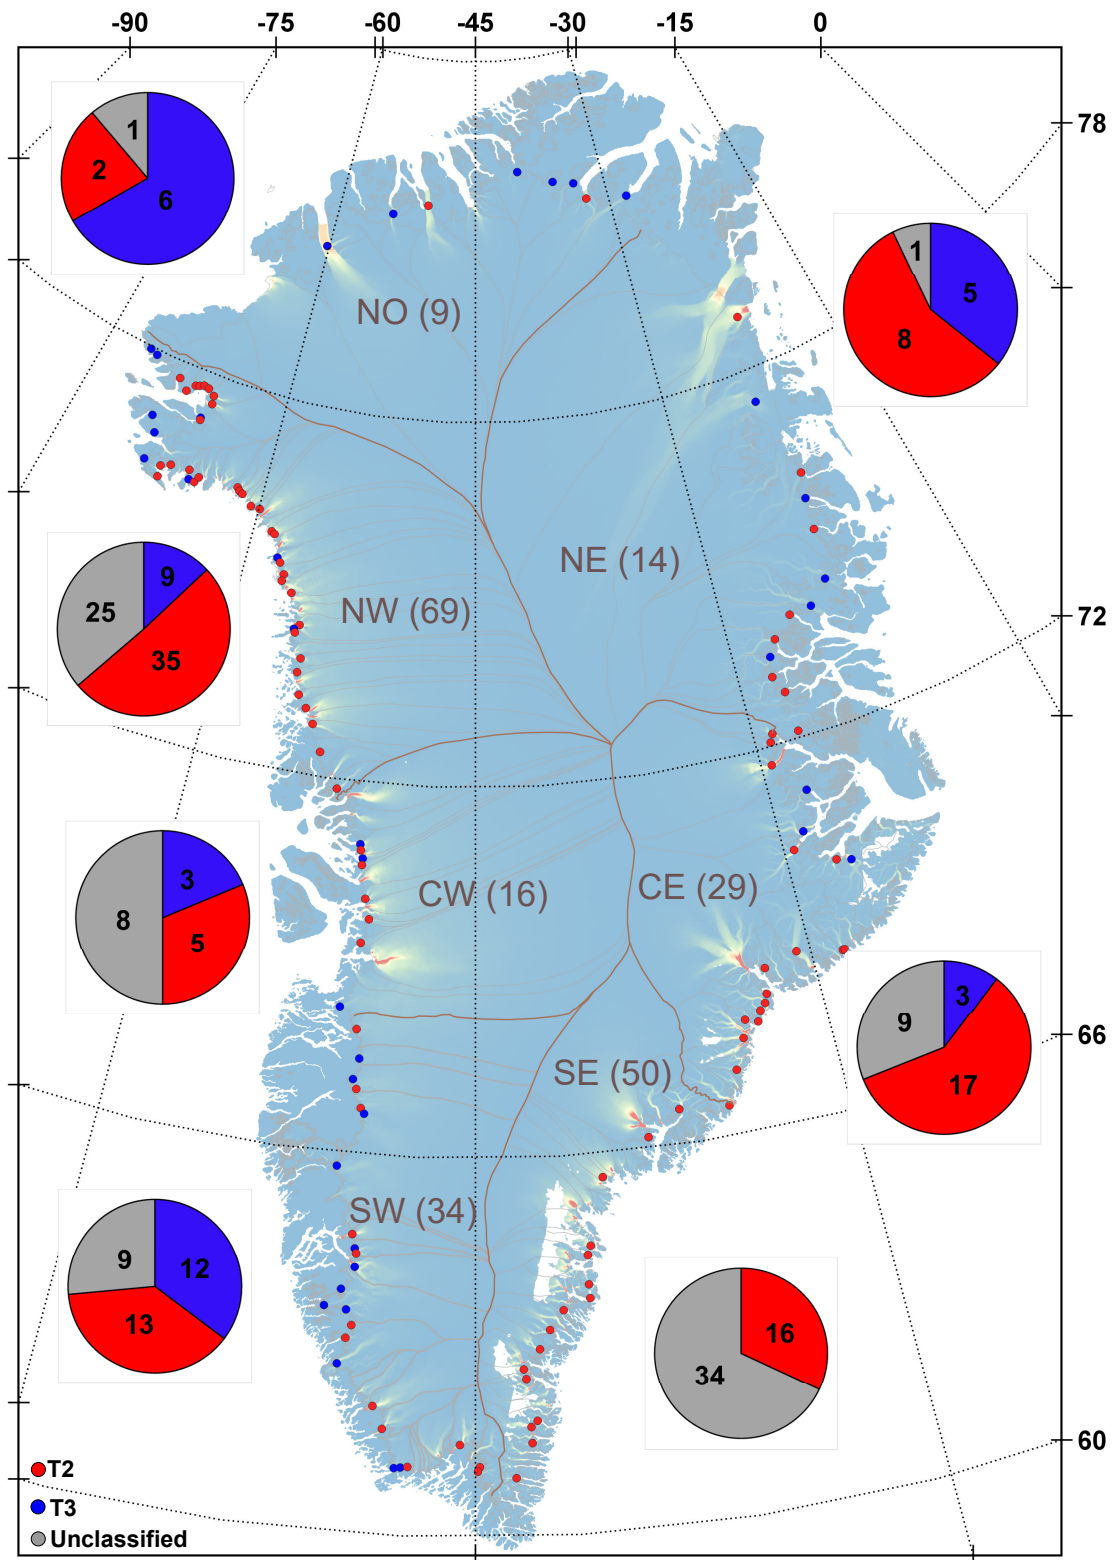 -90 -75 -60 -45 -30 -15 0
78
1
2
6
1
5
8
NO (9)
NE (14)
9
25
35
NW (69)
72
3
8
5
CW (16)
CE (29)
3
9
17
66
SE (50)
SW (34)
9
12
13
16
34
60
T2
T3
Unclassified